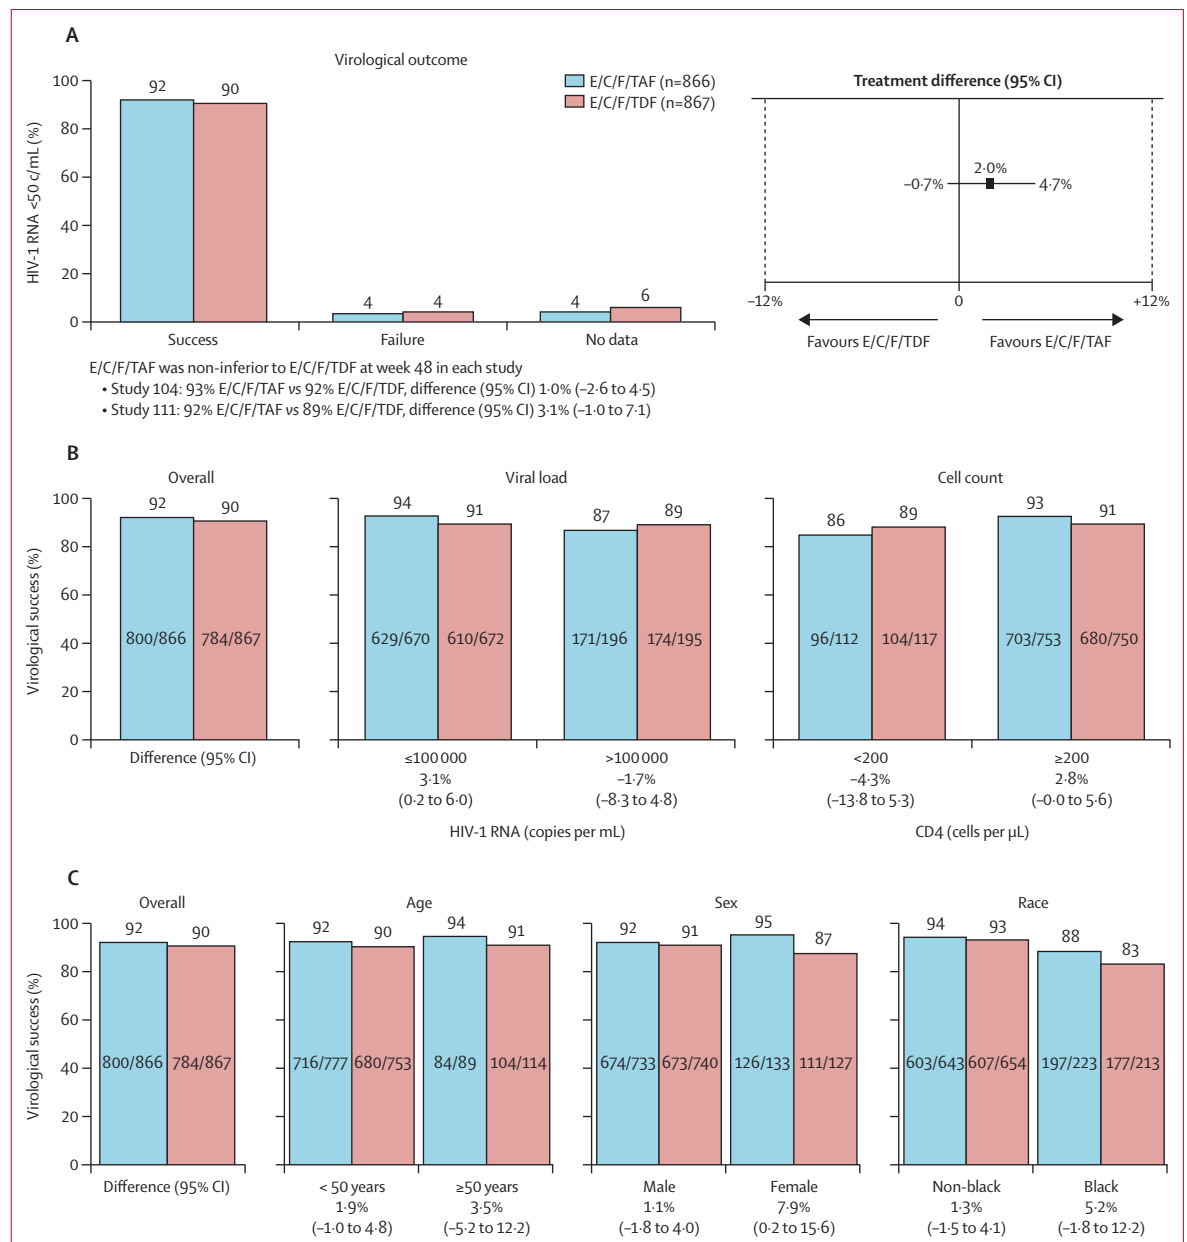 A
Virological outcome
E/C/F/TAF (n=866)
E/C/F/TDF (n=867)
HIV-1 RNA <50 c/mL (%)
100
80
60
40
20
0
92
90
4
4
4
6
Success
Failure
No data
Treatment difference (95% CI)
2·0%
–0·7%
4·7%
–12%
0
+12%
Favours E/C/F/TDF
Favours E/C/F/TAF
E/C/F/TAF was non-inferior to E/C/F/TDF at week 48 in each study
• Study 104: 93% E/C/F/TAF vs 92% E/C/F/TDF, difference (95% CI) 1·0% (–2·6 to 4·5)
• Study 111: 92% E/C/F/TAF vs 89% E/C/F/TDF, difference (95% CI) 3·1% (–1·0 to 7·1)
B
Overall
Viral load
Cell count
Virological success (%)
100
80
60
40
20
0
92
90
94
91
87
89
86
89
93
91
800/866
784/867
629/670
610/672
171/196
174/195
96/112
104/117
703/753
680/750
Difference (95% CI)
≤100 000
>100 000
<200
≥200
3·1%
–1·7%
–4·3%
2·8%
(0·2 to 6·0)
(–8·3 to 4·8)
(–13·8 to 5·3)
(–0·0 to 5·6)
HIV-1 RNA (copies per mL)
CD4 (cells per μL)
C
Overall
Age
Sex
Race
Virological success (%)
100
80
60
40
20
0
92
90
92
90
94
91
92
91
95
87
94
93
88
83
800/866
784/867
716/777
680/753
84/89
104/114
674/733
673/740
126/133
111/127
603/643
607/654
197/223
177/213
Difference (95% CI)
< 50 years
≥50 years
Male
Female
Non-black
Black
1·9%
3·5%
1·1%
7·9%
1·3%
5·2%
(–1·0 to 4·8)
(–5·2 to 12·2)
(–1·8 to 4·0)
(0·2 to 15·6)
(–1·5 to 4·1)
(–1·8 to 12·2)